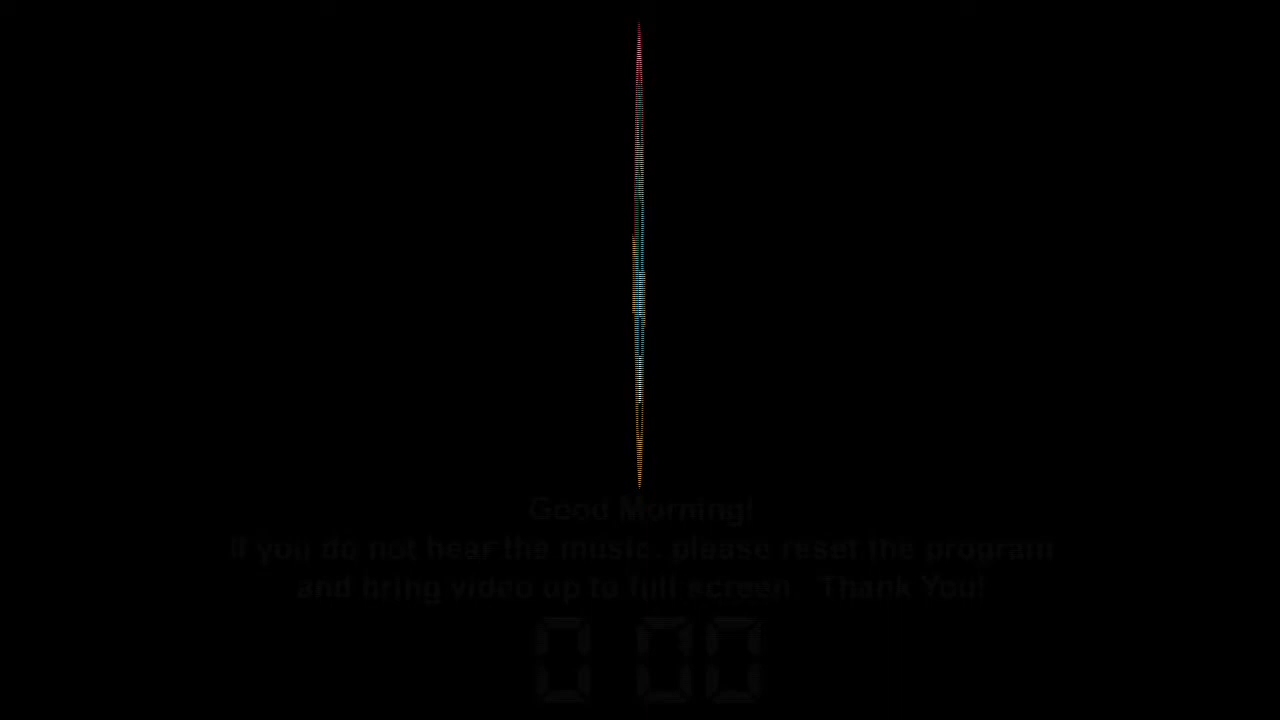 Good Morning!
If you do not hear the music, please reset the program
and bring video up to full screen. Thank You!
0 00